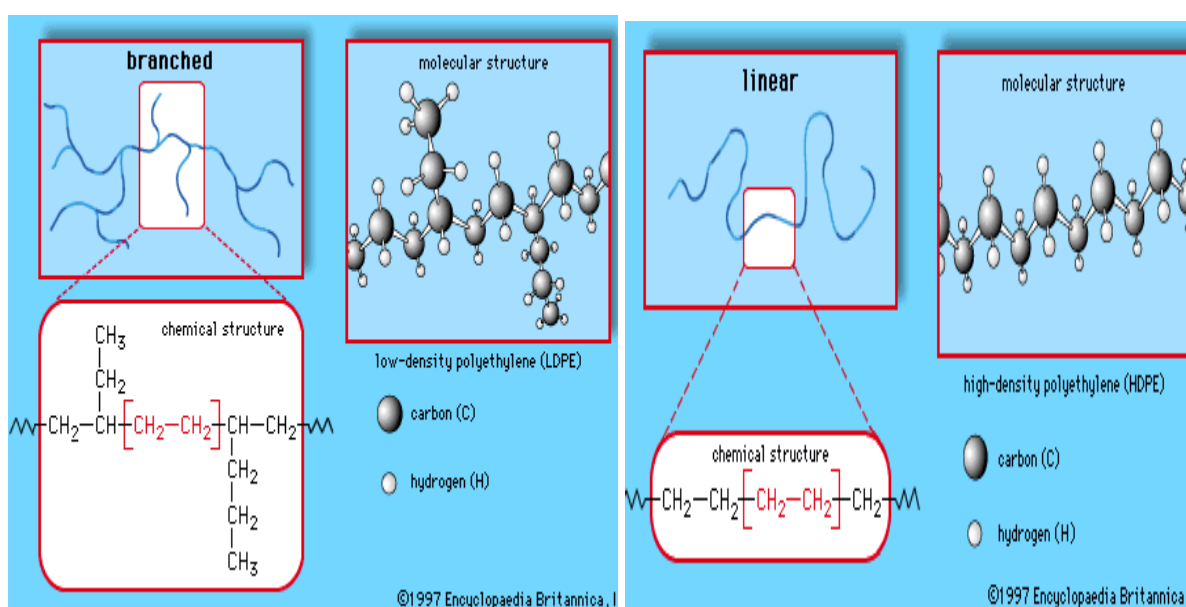 branched
molecular structure
chemical structure
CH3
CH2
CH2—CH—CH2—CH2—CH—CH2
CH2
CH2
CH3
low-density polyethylene (LDPE)
carbon (C)
hydrogen (H)
©1997 Encyclopaedia Britannica, I
linear
molecular structure
chemical structure
CH2—CH2—CH2—CH2—CH2
high-density polyethylene (HDPE)
carbon (C)
hydrogen (H)
©1997 Encyclopaedia Britannica, I